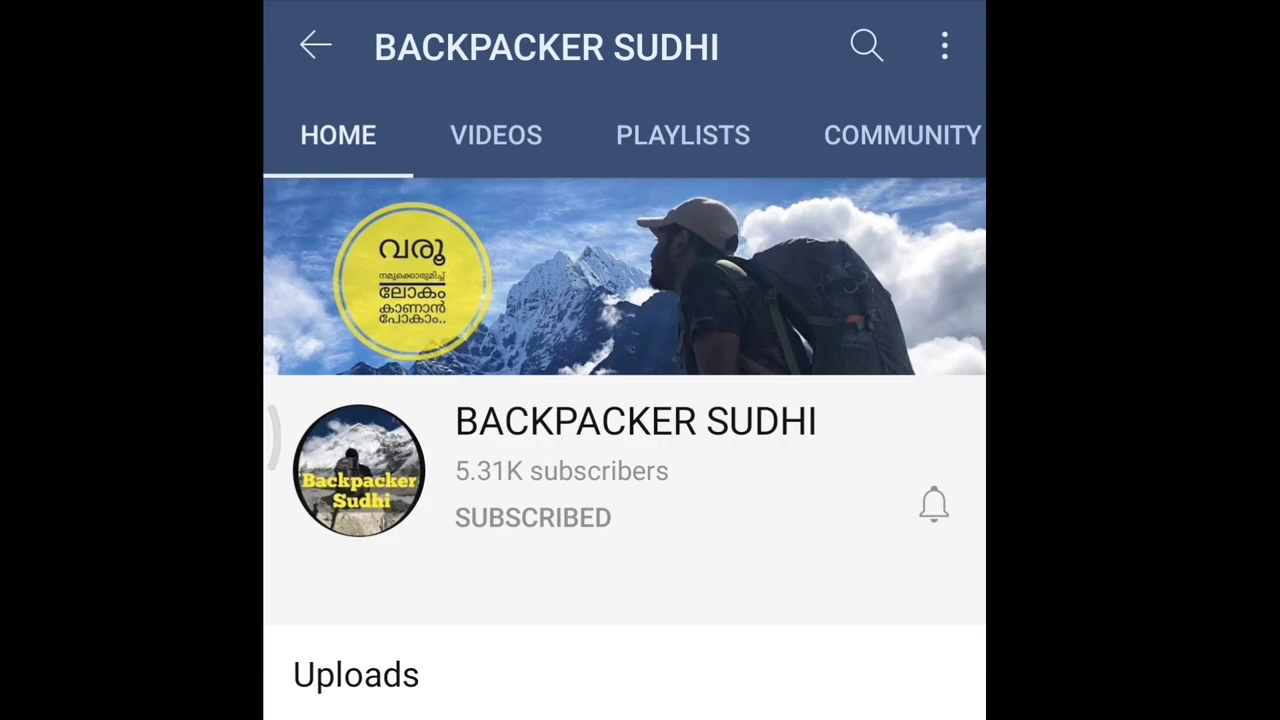 BACKPACKER SUDHI
HOME VIDEOS PLAYLISTS COMMUNITY
വരൂ
നമുക്കൊരുമിച്ച്
ലോകം
കാണാൻ
പോകാം..
BACKPACKER SUDHI
5.31K subscribers
SUBSCRIBED
Backpacker
Sudhi
Uploads